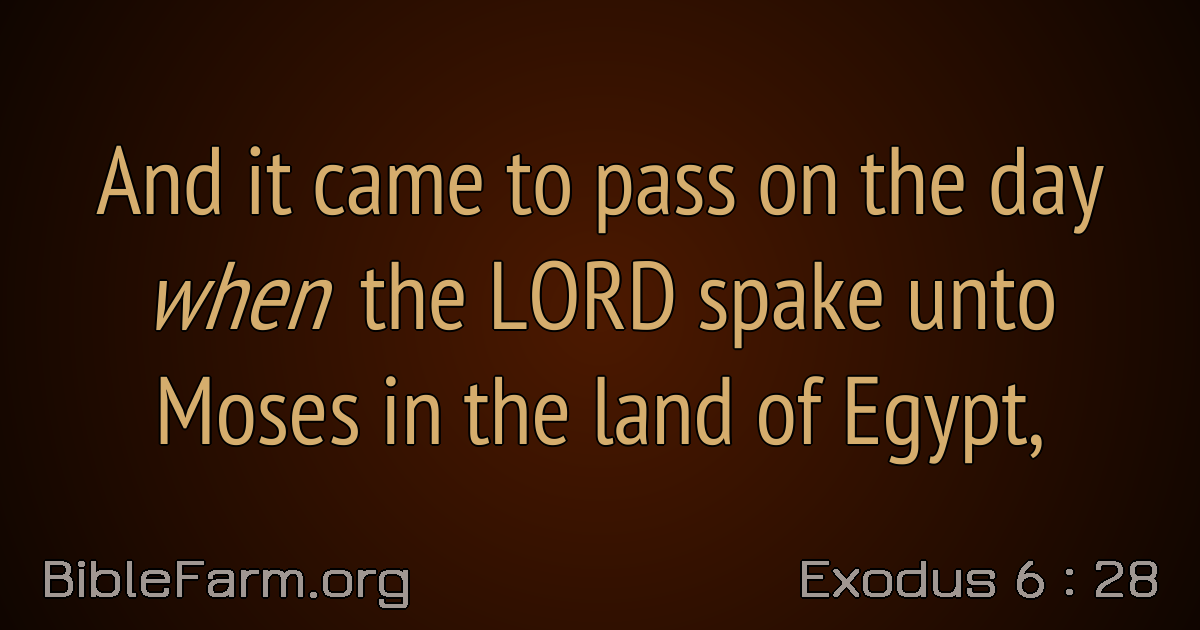 And it came to pass on the day
when the LORD spake unto
Moses in the land of Egypt,
BibleFarm.org
Exodus 6 : 28